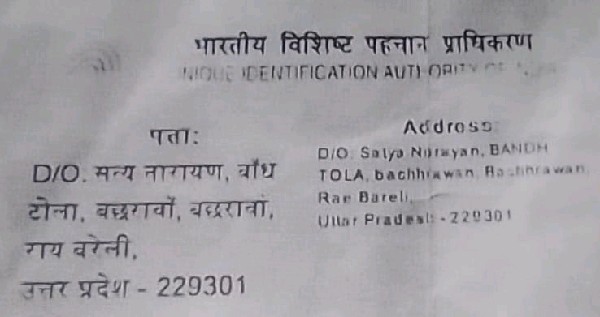 भारतीय विशिष्ट पहचान प्राधिकरण
IDENTIFICATION AUTHORITY OF
पता:
D/O. सत्य नारायण, बाँध
टोला, बछरावाँ, बछरावां,
राय बरेली,
उत्तर प्रदेश - 229301
Address:
D/O. Satya Narayan, BANDH
TOLA, bachhrawan, Bachhrawan,
Rae Bareli,
Uttar Pradesh - 229301